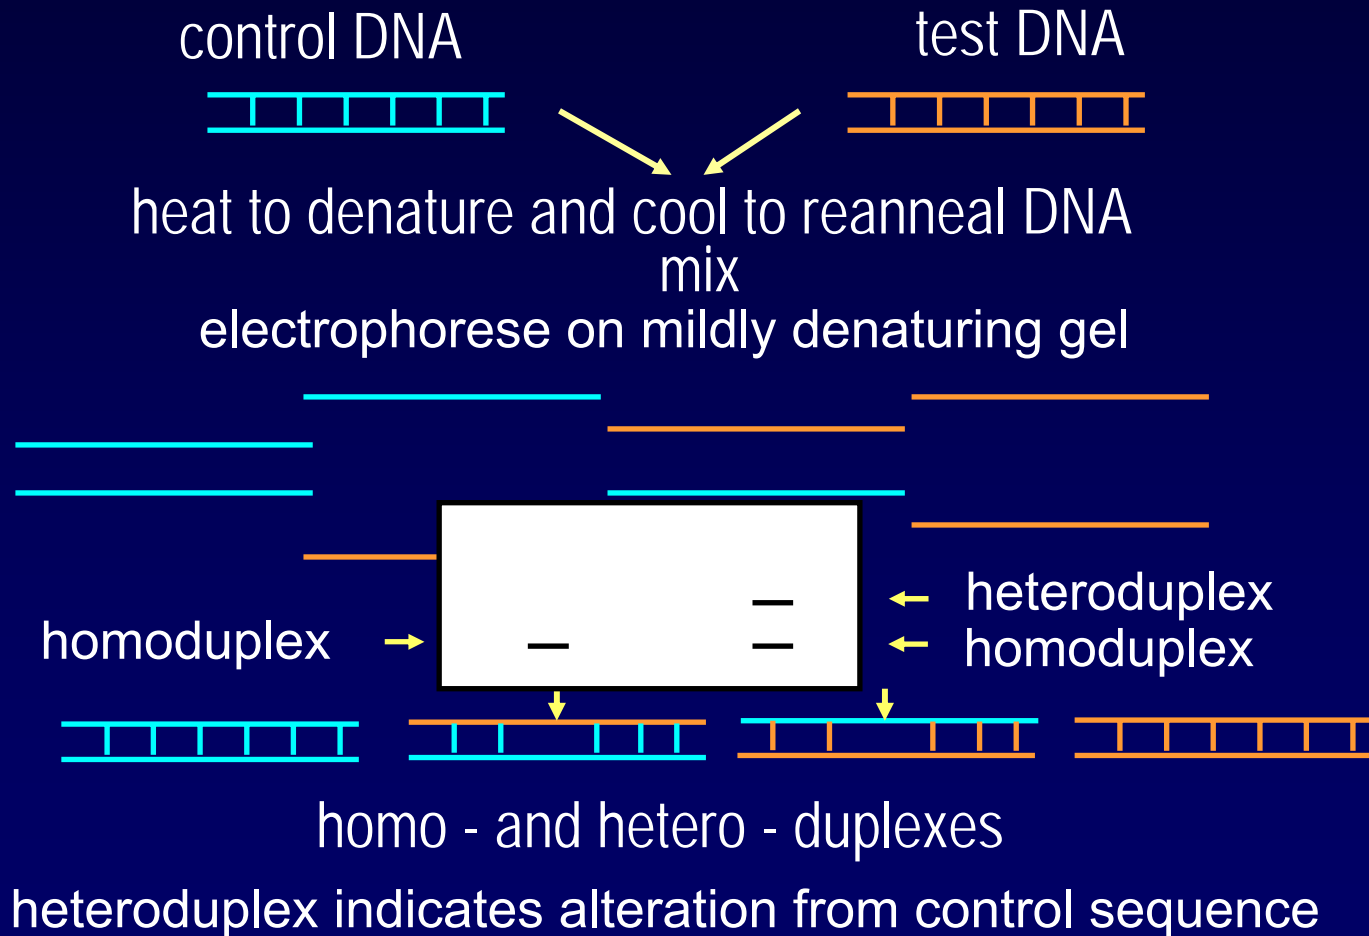 control DNA
test DNA
heat to denature and cool to reanneal DNA
mix
electrophorese on mildly denaturing gel
heteroduplex
homoduplex
homoduplex
homo - and hetero - duplexes
heteroduplex indicates alteration from control sequence